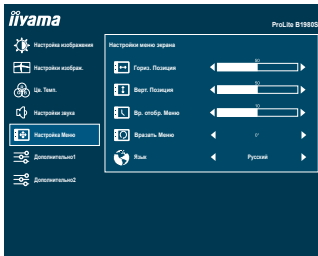 iiyama
ProLite B1980S
Настройка изображения
Настройки меню экрана
Настройки изображ.
Гориз. Позиция
50
Цв. Темп.
Верт. Позиция
50
Настройки звука
Вр. отобр. Меню
10
Настройка Меню
Вразать Меню
0°
Дополнительно1
Язык
Русский
Дополнительно2